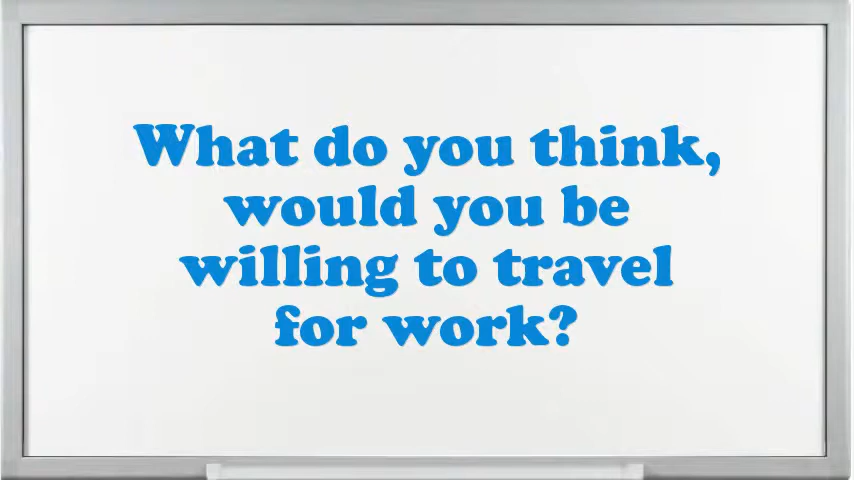 What do you think,
would you be
willing to travel
for work?